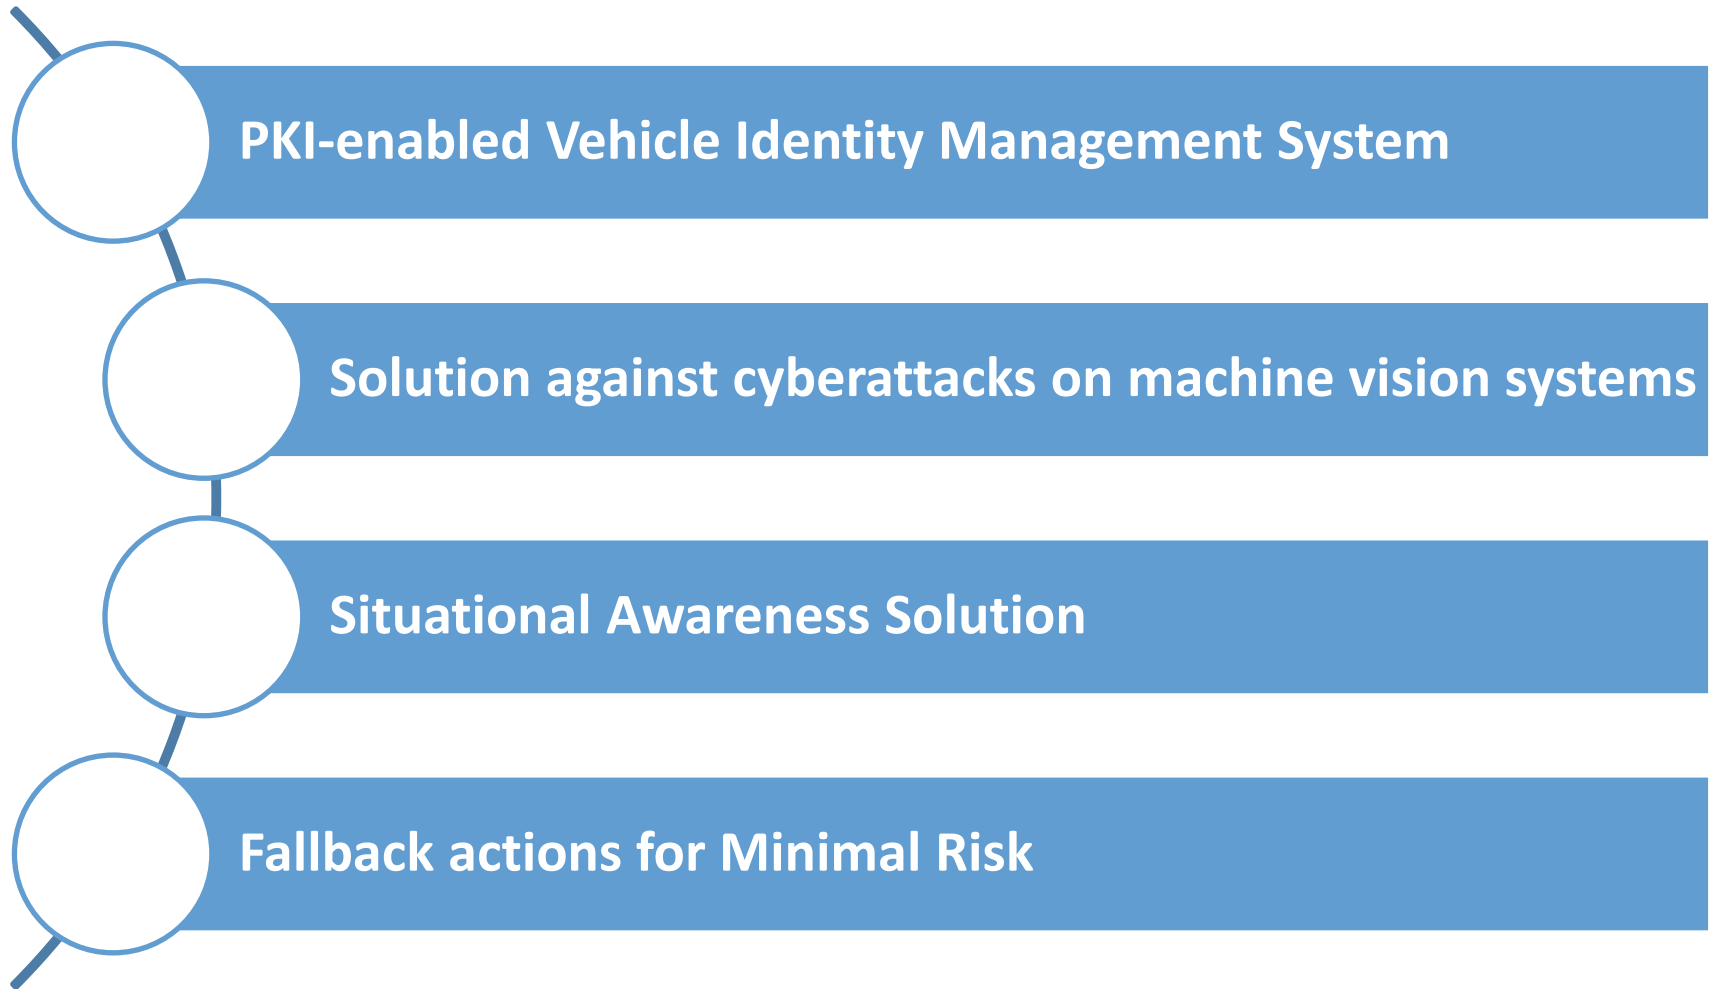 PKI-enabled Vehicle Identity Management System
Solution against cyberattacks on machine vision systems
Situational Awareness Solution
Fallback actions for Minimal Risk